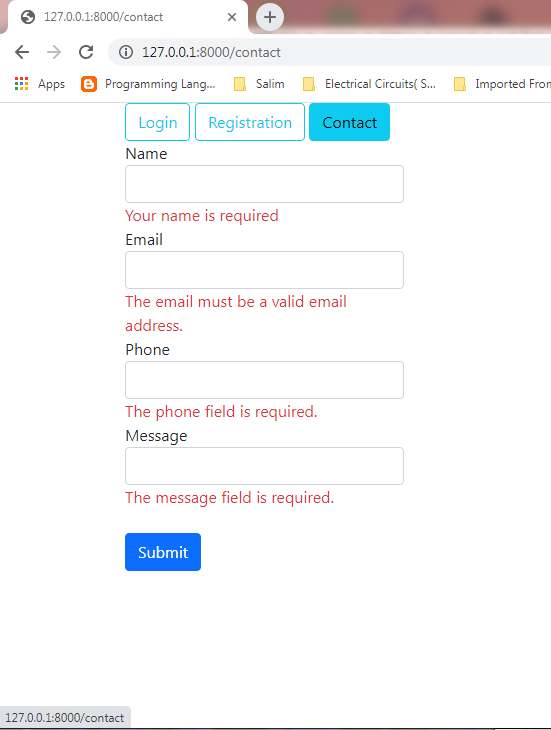 127.0.0.1:8000/contact
127.0.0.1:8000/contact
Apps Programming Lang... Salim Electrical Circuits( S... Imported Fron
Login Registration Contact
Name
Your name is required
Email
The email must be a valid email
address.
Phone
The phone field is required.
Message
The message field is required.
Submit
127.0.0.1:8000/contact